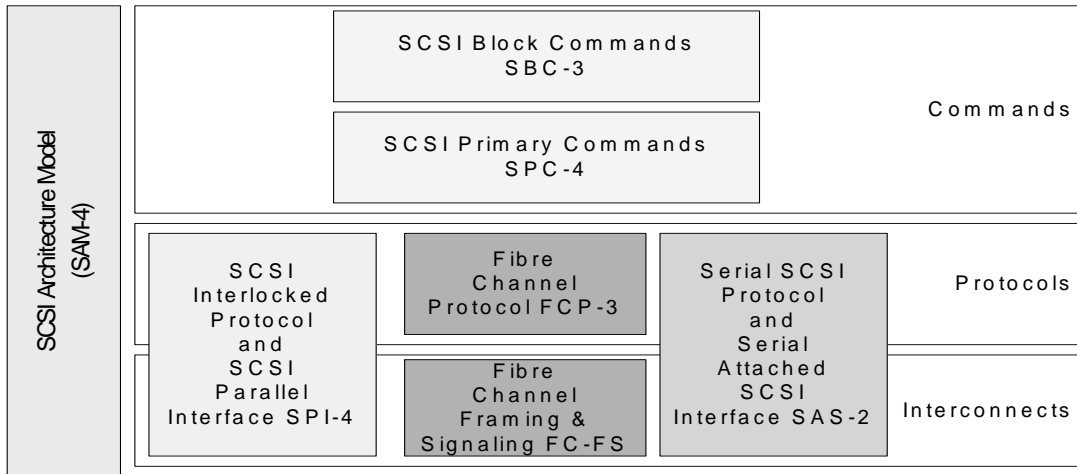 SCSI Architecture Model
(SAM-4)
SCSI Block Commands
SBC-3
SCSI Primary Commands
SPC-4
Commands
SCSI
Interlocked
Protocol
and
SCSI
Parallel
Interface SPI-4
Fibre
Channel
Protocol FCP-3
Fibre
Channel
Framing &
Signaling FC-FS
Serial SCSI
Protocol
and
Serial
Attached
SCSI
Interface SAS-2
Protocols
Interconnects